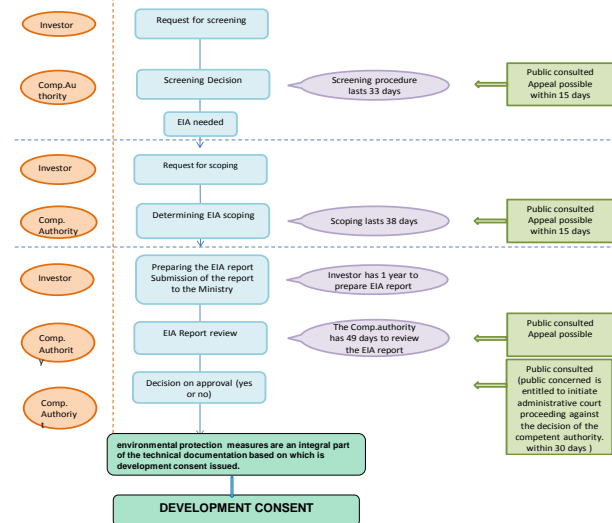 Investor
Request for screening
Comp.Au
thority
Screening Decision
Screening procedure
lasts 33 days
Public consulted
Appeal possible
within 15 days
EIA needed
Investor
Request for scoping
Comp.
Authority
Determining EIA scoping
Scoping lasts 38 days
Public consulted
Appeal possible
within 15 days
Investor
Preparing the EIA report
Submission of the report
to the Ministry
Investor has 1 year to
prepare EIA report
Comp.
Authorit
y
EIA Report review
The Comp.authority
has 49 days to review
the EIA report
Public consulted
Appeal possible
Comp.
Authorit
Decision on approval (yes
or no)
Public consulted
(public concerned is
entitled to initiate
administrative court
proceeding against
the decision of the
competent authority.
within 30 days )
environmental protection measures are an integral part
of the technical documentation based on which is
development consent issued.
DEVELOPMENT CONSENT